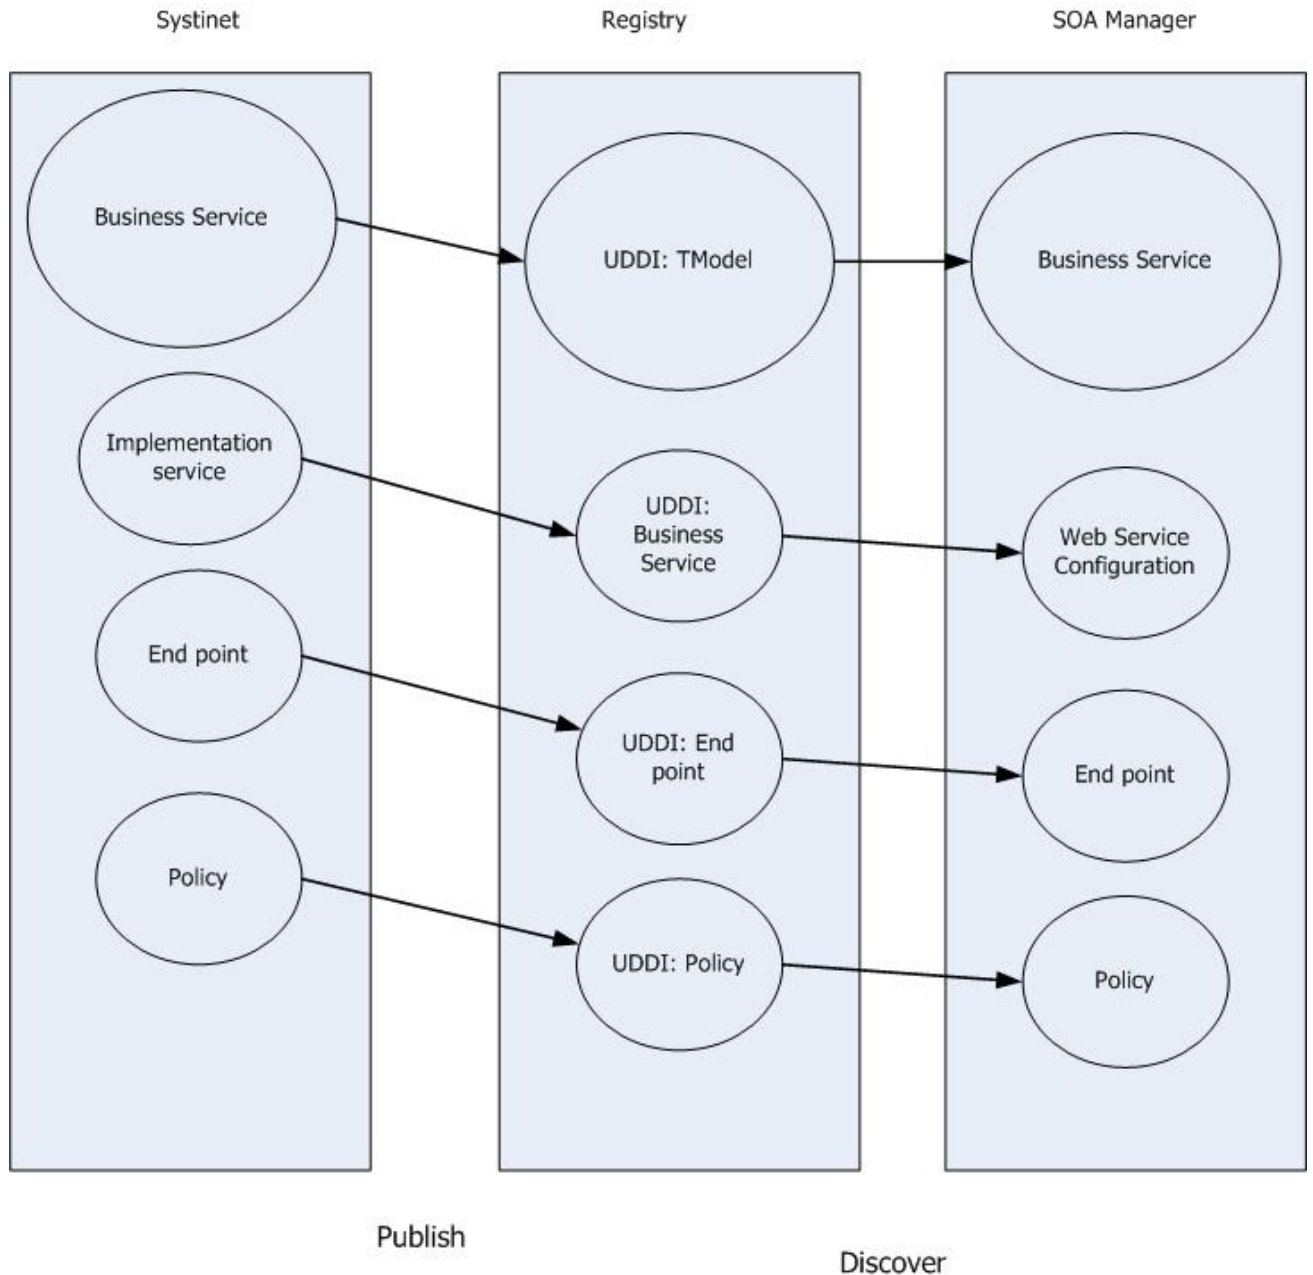 Systinet
Registry
SOA Manager
Business Service
UDDI: TModel
Business Service
Implementation
service
UDDI:
Business
Service
Web Service
Configuration
End point
UDDI: End
point
End point
Policy
UDDI: Policy
Policy
Publish
Discover